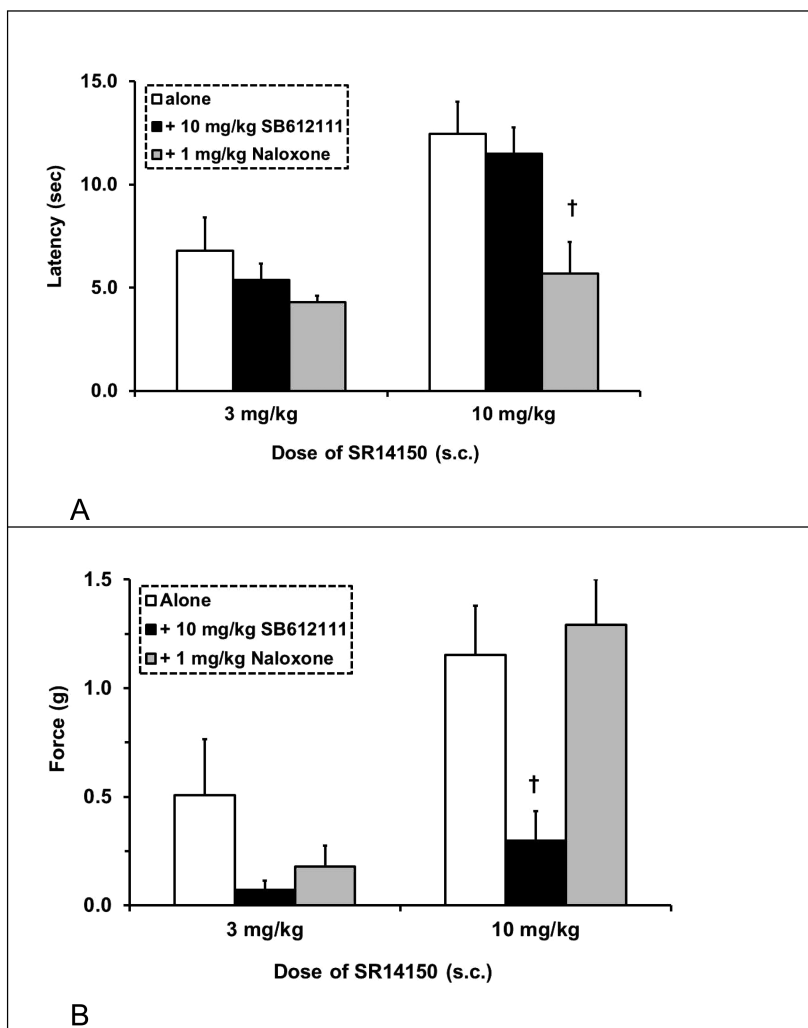 15.0
alone
+ 10 mg/kg SB612111
+ 1 mg/kg Naloxone
10.0
†
Latency (sec)
5.0
0.0
3 mg/kg 10 mg/kg
Dose of SR14150 (s.c.)
A
1.5
Alone
+ 10 mg/kg SB612111
+ 1 mg/kg Naloxone
1.0
Force (g)
†
0.5
0.0
3 mg/kg 10 mg/kg
Dose of SR14150 (s.c.)
B